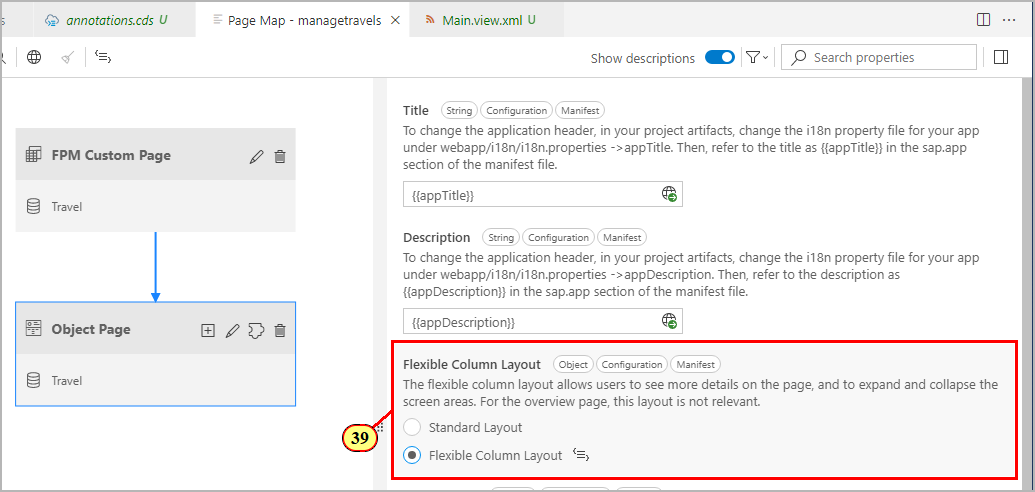 s
annotations.cds U
Page Map - managetravels
Main.view.xml U
Show descriptions
Search properties
FPM Custom Page
Travel
Object Page
Travel
Title String Configuration Manifest
To change the application header, in your project artifacts, change the i18n property file for your app
under webapp/i18n/i18n.properties ->appTitle. Then, refer to the title as {{appTitle}} in the sap.app
section of the manifest file.
{{appTitle}}
Description String Configuration Manifest
To change the application header, in your project artifacts, change the i18n property file for your app
under webapp/i18n/i18n.properties ->appDescription. Then, refer to the description as
{{appDescription}} in the sap.app section of the manifest file.
{{appDescription}}
Flexible Column Layout Object Configuration Manifest
The flexible column layout allows users to see more details on the page, and to expand and collapse the
screen areas. For the overview page, this layout is not relevant.
39
Standard Layout
Flexible Column Layout